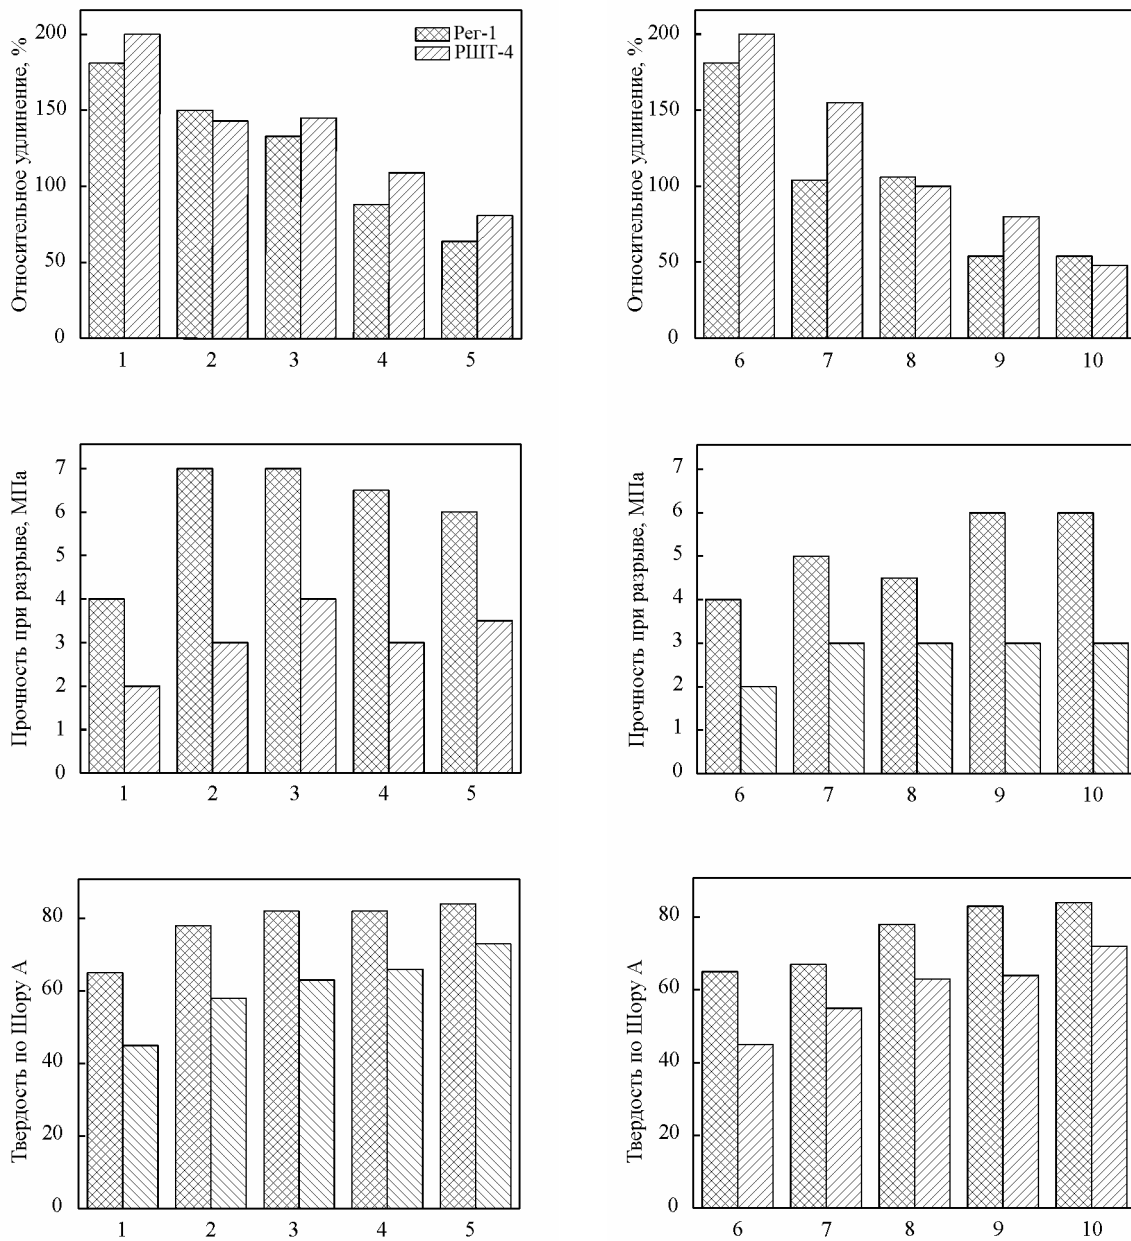 Относительное удлинение, %
200
150
100
50
0
Рег-1
РШТ-4
1 2 3 4 5
Относительное удлинение, %
200
150
100
50
0
6 7 8 9 10
Прочность при разрыве, МПа
7
6
5
4
3
2
1
0
1 2 3 4 5
Прочность при разрыве, МПа
7
6
5
4
3
2
1
0
6 7 8 9 10
Твердость по Шору А
80
60
40
20
0
1 2 3 4 5
Твердость по Шору А
80
60
40
20
0
6 7 8 9 10